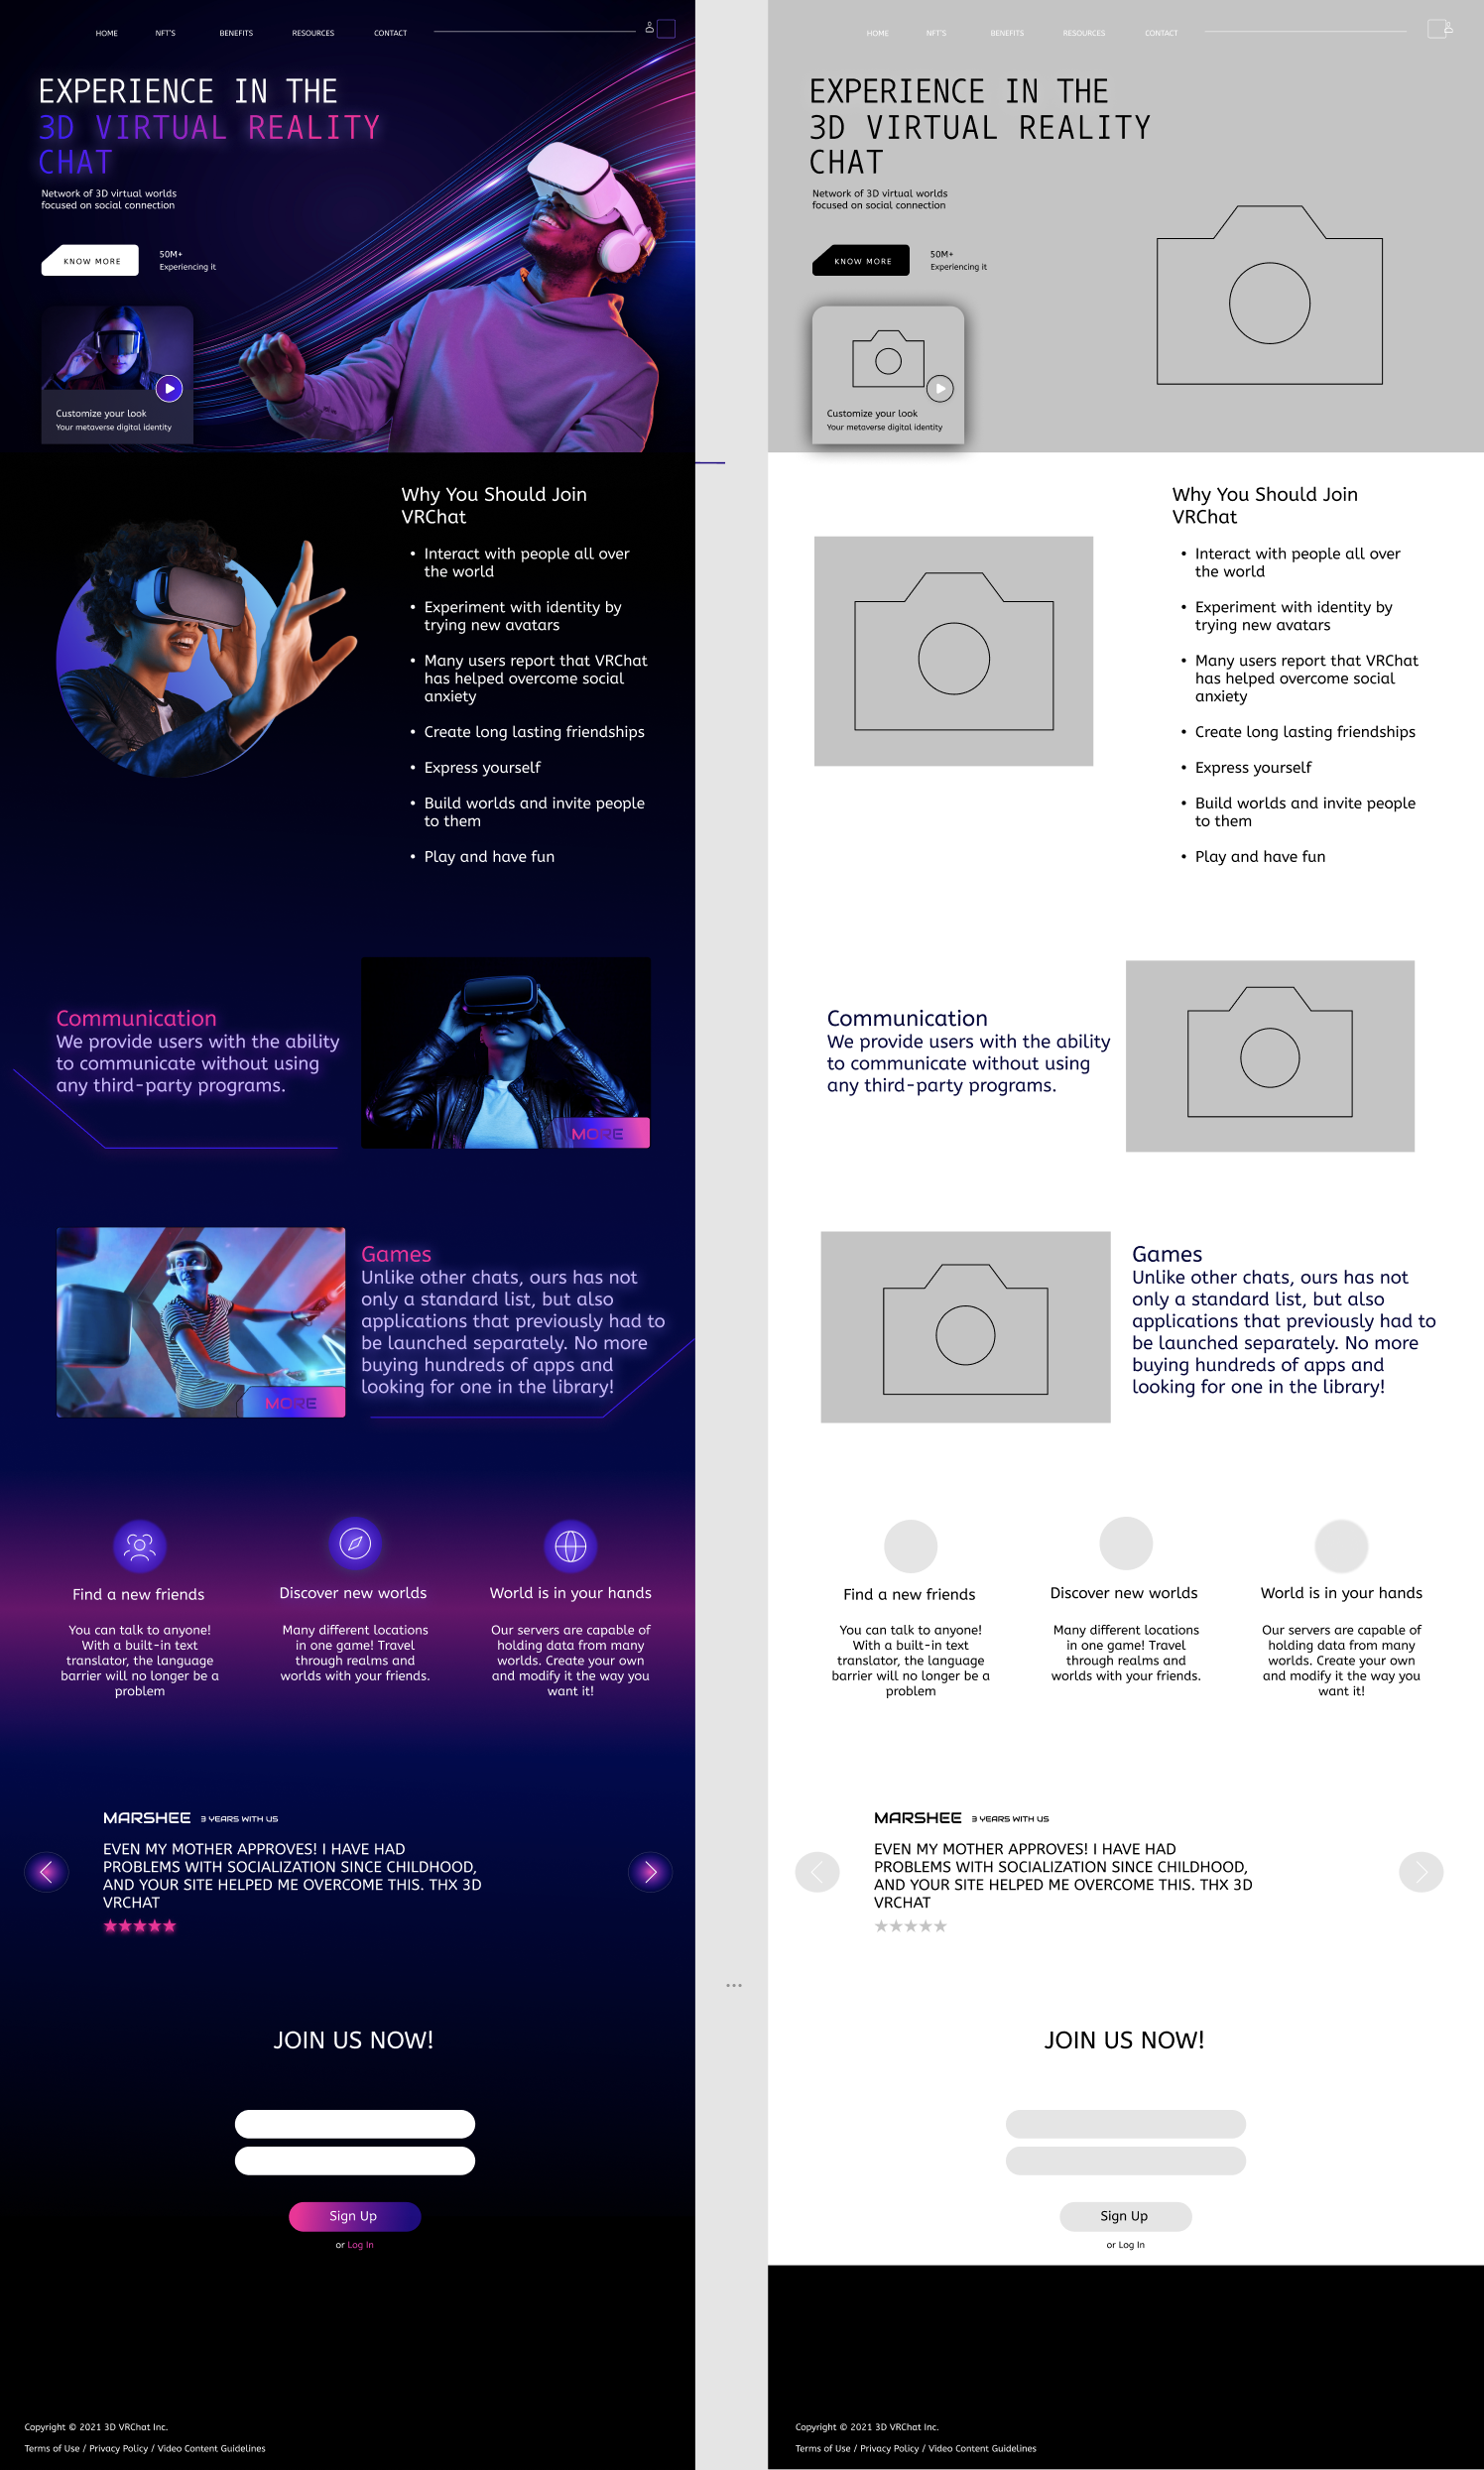 HOME NFT'S BENEFITS RESOURCES CONTACT
EXPERIENCE IN THE
3D VIRTUAL REALITY
CHAT
Network of 3D virtual worlds
focused on social connection
KNOW MORE
50M+
Experiencing it
Customize your look
Your metaverse digital identity
Why You Should Join
VRChat
• Interact with people all over
the world
• Experiment with identity by
trying new avatars
• Many users report that VRChat
has helped overcome social
anxiety
• Create long lasting friendships
• Express yourself
• Build worlds and invite people
to them
• Play and have fun
Communication
We provide users with the ability
to communicate without using
any third-party programs.
MORE
Games
Unlike other chats, ours has not
only a standard list, but also
applications that previously had to
be launched separately. No more
buying hundreds of apps and
looking for one in the library!
MORE
Find a new friends
You can talk to anyone!
With a built-in text
translator, the language
barrier will no longer be a
problem
Discover new worlds
Many different locations
in one game! Travel
through realms and
worlds with your friends.
World is in your hands
Our servers are capable of
holding data from many
worlds. Create your own
and modify it the way you
want it!
MARSHEE 3 YEARS WITH US
EVEN MY MOTHER APPROVES! I HAVE HAD
PROBLEMS WITH SOCIALIZATION SINCE CHILDHOOD,
AND YOUR SITE HELPED ME OVERCOME THIS. THX 3D
VRCHAT
JOIN US NOW!
Sign Up
or Log In
Copyright © 2021 3D VRChat Inc.
Terms of Use / Privacy Policy / Video Content Guidelines
HOME NFT'S BENEFITS RESOURCES CONTACT
EXPERIENCE IN THE
3D VIRTUAL REALITY
CHAT
Network of 3D virtual worlds
focused on social connection
KNOW MORE
50M+
Experiencing it
Customize your look
Your metaverse digital identity
Why You Should Join
VRChat
• Interact with people all over
the world
• Experiment with identity by
trying new avatars
• Many users report that VRChat
has helped overcome social
anxiety
• Create long lasting friendships
• Express yourself
• Build worlds and invite people
to them
• Play and have fun
Communication
We provide users with the ability
to communicate without using
any third-party programs.
Games
Unlike other chats, ours has not
only a standard list, but also
applications that previously had to
be launched separately. No more
buying hundreds of apps and
looking for one in the library!
Find a new friends
You can talk to anyone!
With a built-in text
translator, the language
barrier will no longer be a
problem
Discover new worlds
Many different locations
in one game! Travel
through realms and
worlds with your friends.
World is in your hands
Our servers are capable of
holding data from many
worlds. Create your own
and modify it the way you
want it!
MARSHEE 3 YEARS WITH US
EVEN MY MOTHER APPROVES! I HAVE HAD
PROBLEMS WITH SOCIALIZATION SINCE CHILDHOOD,
AND YOUR SITE HELPED ME OVERCOME THIS. THX 3D
VRCHAT
JOIN US NOW!
Sign Up
or Log In
Copyright © 2021 3D VRChat Inc.
Terms of Use / Privacy Policy / Video Content Guidelines